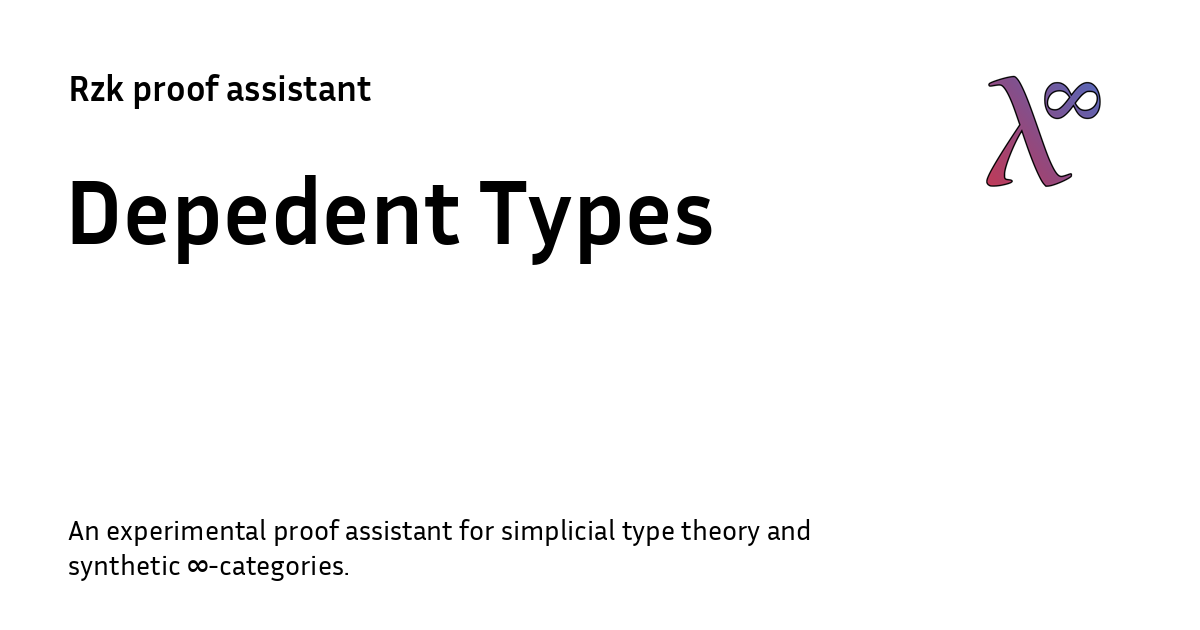 Rzk proof assistant
λ∞
Depedent Types
An experimental proof assistant for simplicial type theory and
synthetic ∞-categories.